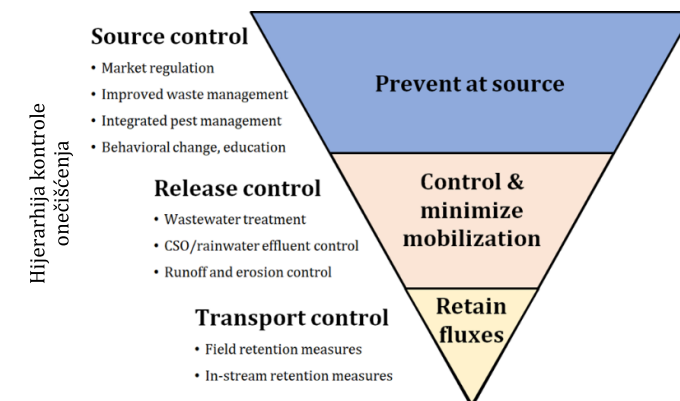 Hijerarhija kontrole
onečišćenja
Source control
• Market regulation
• Improved waste management
• Integrated pest management
• Behavioral change, education
Prevent at source
Release control
• Wastewater treatment
• CSO/rainwater effluent control
• Runoff and erosion control
Control &
minimize
mobilization
Transport control
• Field retention measures
• In-stream retention measures
Retain
fluxes